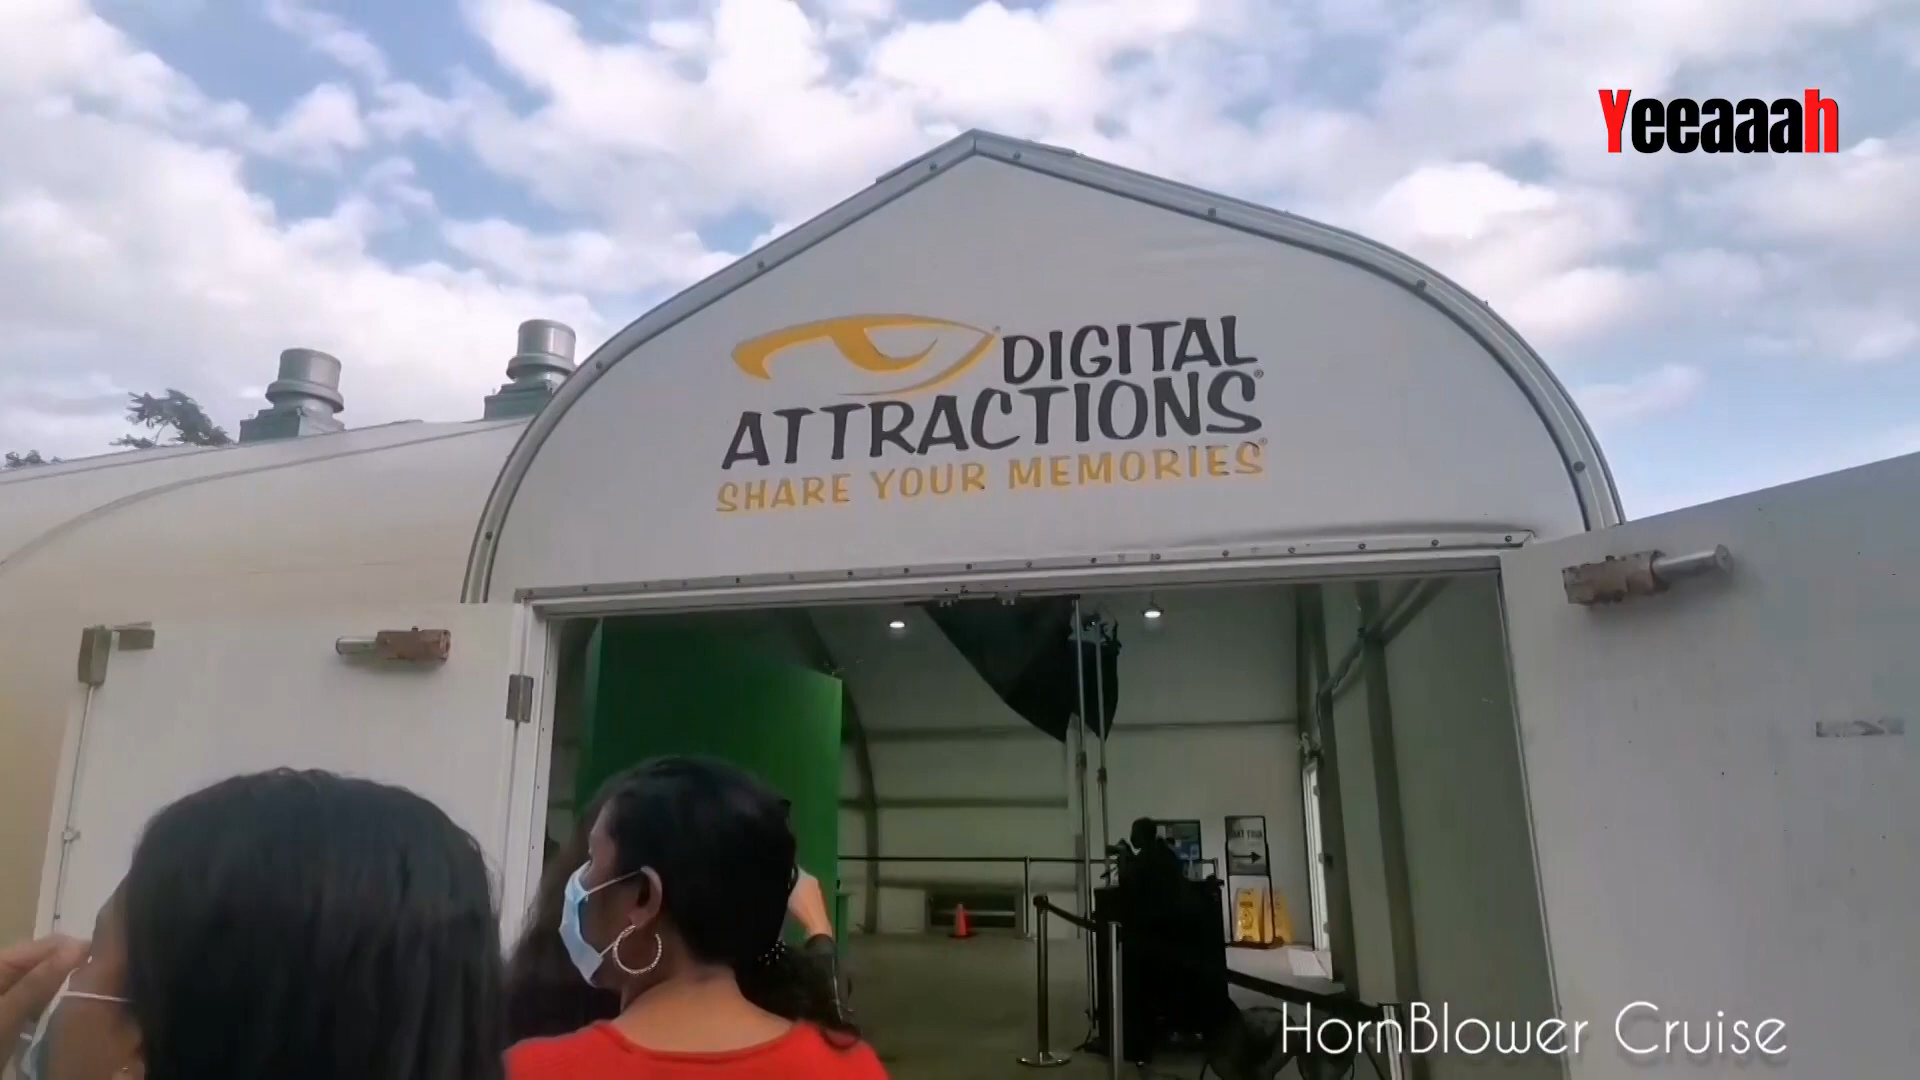 Yeeaaah
DIGITAL
ATTRACTIONS®
SHARE YOUR MEMORIES®
HornBlower Cruise